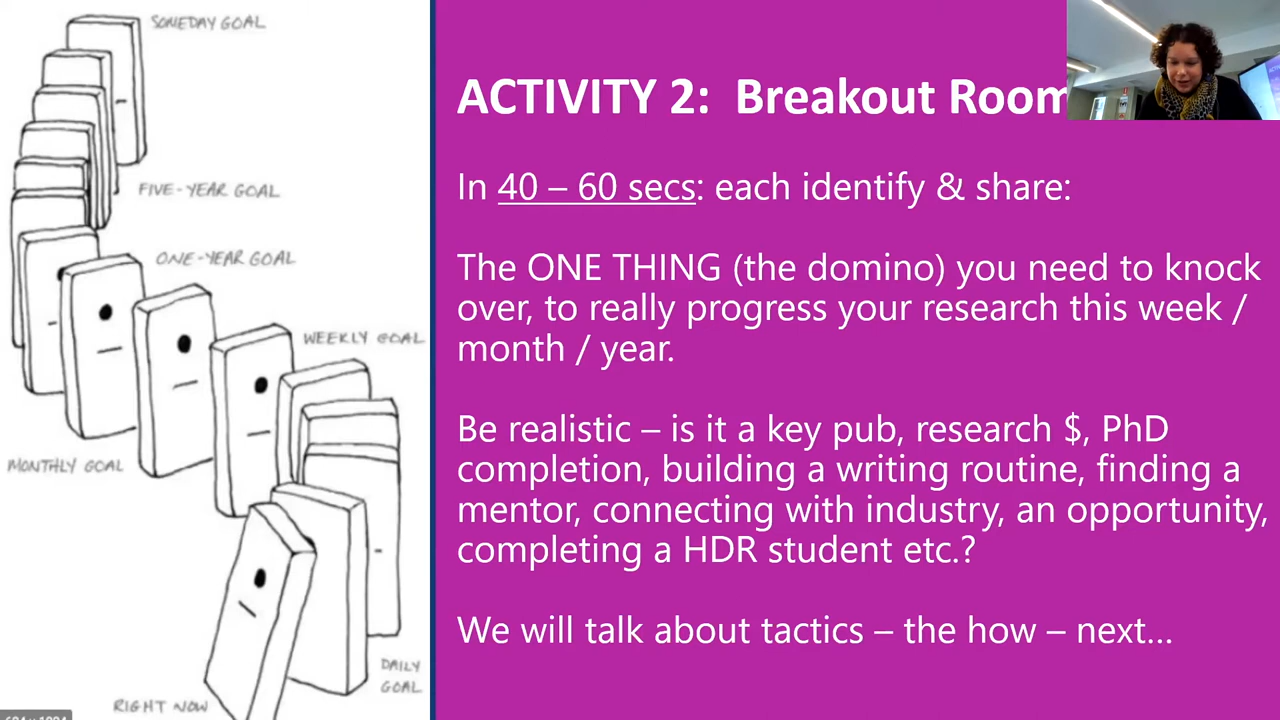 SOMEDAY GOAL
FIVE-YEAR GOAL
ONE-YEAR GOAL
WEEKLY GOAL
MONTHLY GOAL
DAILY
GOAL
RIGHT NOW
ACTIVITY 2: Breakout Room
In 40 – 60 secs: each identify & share:
The ONE THING (the domino) you need to knock
over, to really progress your research this week /
month / year.
Be realistic – is it a key pub, research $, PhD
completion, building a writing routine, finding a
mentor, connecting with industry, an opportunity,
completing a HDR student etc.?
We will talk about tactics – the how – next...